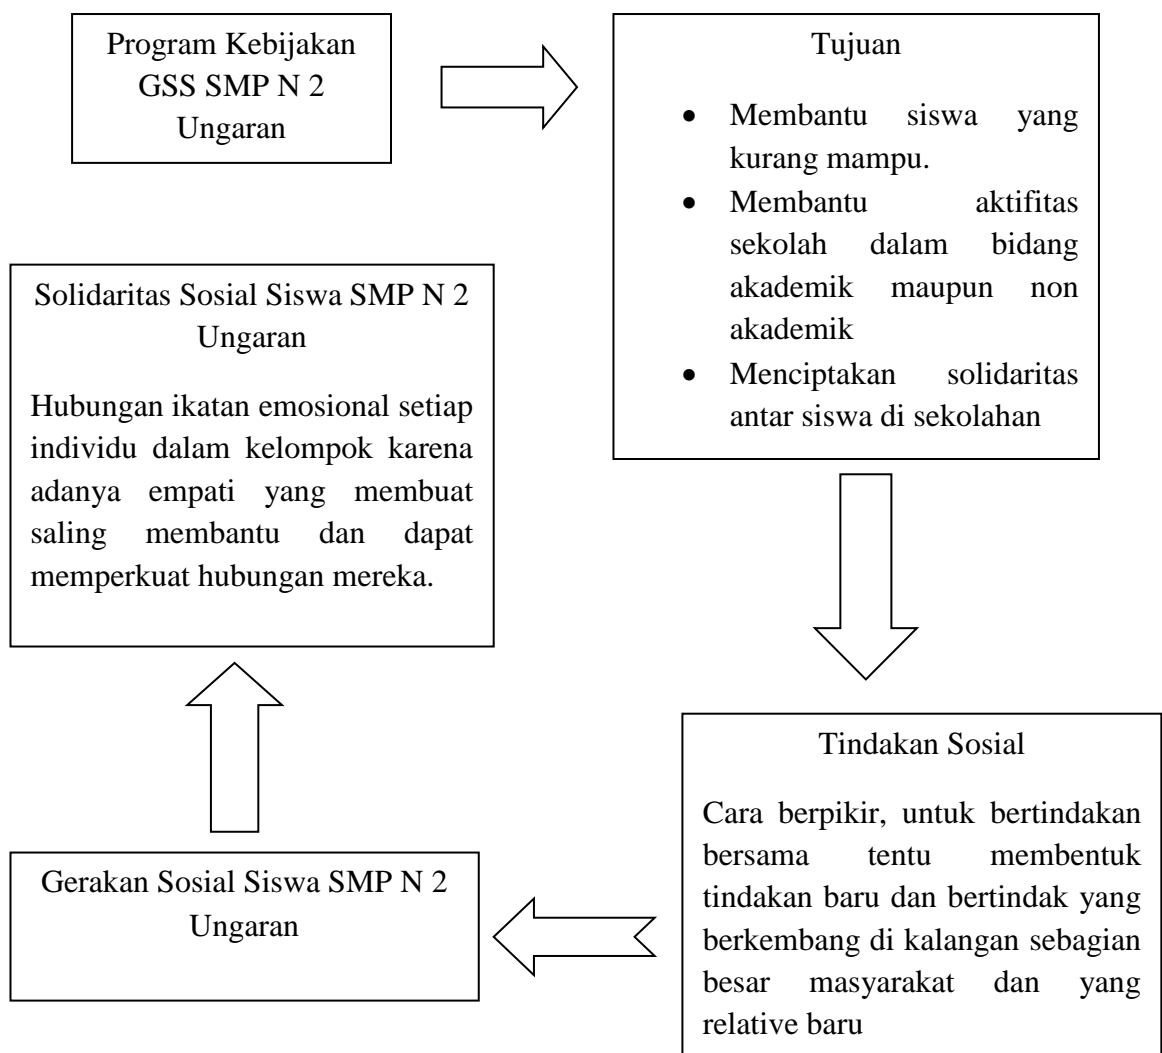 Program Kebijakan
GSS SMP N 2
Ungaran
Tujuan
• Membantu siswa yang
kurang mampu.
• Membantu aktifitas
sekolah dalam bidang
akademik maupun non
akademik
• Menciptakan solidaritas
antar siswa di sekolahan
Tindakan Sosial
Cara berpikir, untuk bertindakan
bersama tentu membentuk
tindakan baru dan bertindak yang
berkembang di kalangan sebagian
besar masyarakat dan yang
relative baru
Gerakan Sosial Siswa SMP N 2
Ungaran
Solidaritas Sosial Siswa SMP N 2
Ungaran
Hubungan ikatan emosional setiap
individu dalam kelompok karena
adanya empati yang membuat
saling membantu dan dapat
memperkuat hubungan mereka.